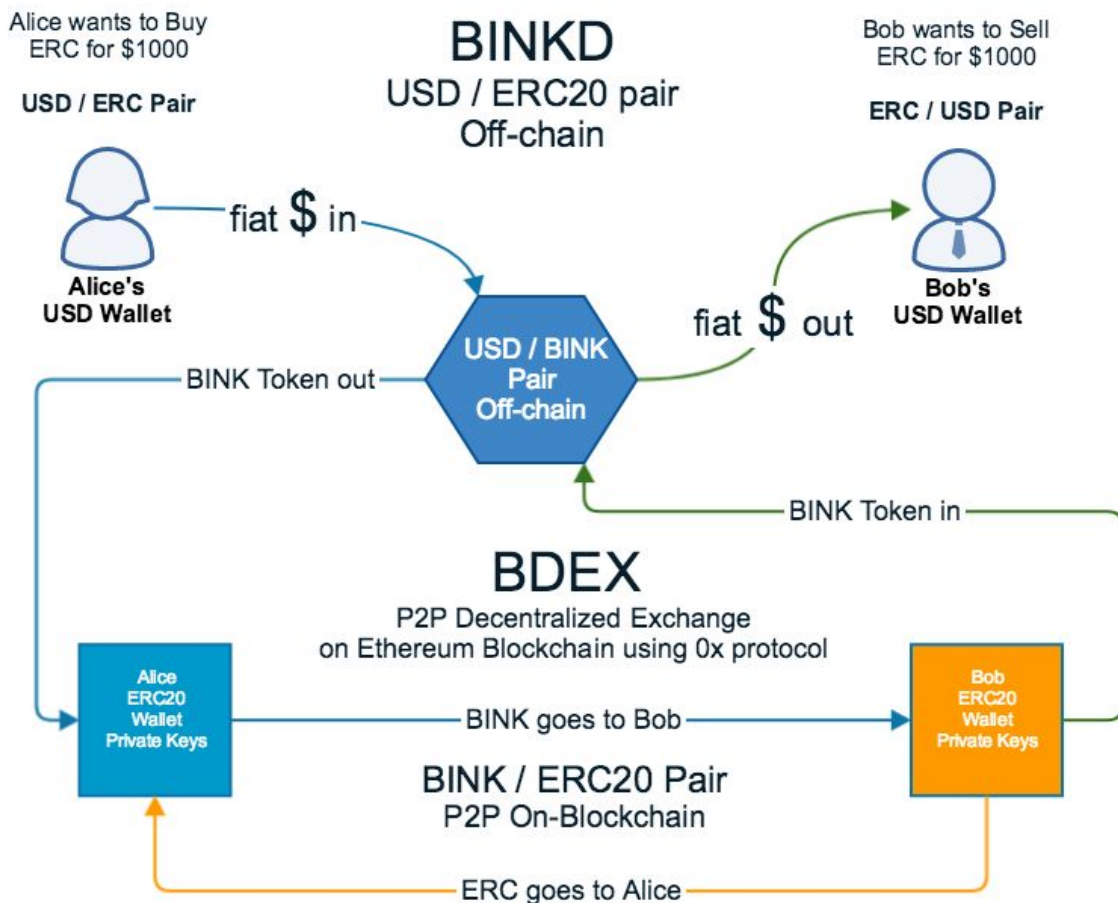 Alice wants to Buy
ERC for $1000
USD / ERC Pair
BINKD
USD / ERC20 pair
Off-chain
Bob wants to Sell
ERC for $1000
ERC / USD Pair
fiat $ in
Alice's
USD Wallet
fiat $ out
Bob's
USD Wallet
USD / BINK
Pair
Off-chain
BINK Token out
BINK Token in
BDEX
P2P Decentralized Exchange
on Ethereum Blockchain using 0x protocol
Alice
ERC20
Wallet
Private Keys
BINK goes to Bob
Bob
ERC20
Wallet
Private Keys
BINK / ERC20 Pair
P2P On-Blockchain
ERC goes to Alice